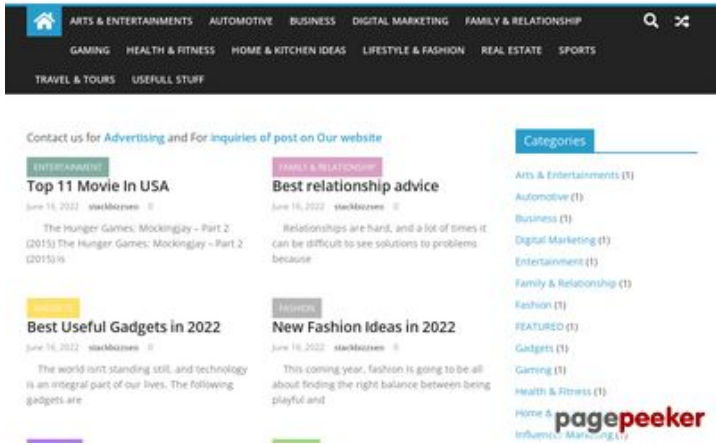 ARTS & ENTERTAINMENTS AUTOMOTIVE BUSINESS DIGITAL MARKETING FAMILY & RELATIONSHIP
GAMING HEALTH & FITNESS HOME & KITCHEN IDEAS LIFESTYLE & FASHION REAL ESTATE SPORTS
TRAVEL & TOURS USEFULL STUFF
Contact us for Advertising and For inquiries of post on Our website
ENTERTAINMENT
Top 11 Movie In USA
June 16, 2022 stackbizzseo 0
The Hunger Games: Mockingjay – Part 2
(2015) The Hunger Games: Mockingjay – Part 2
(2015) is
FAMILY & RELATIONSHIP
Best relationship advice
June 16, 2022 stackbizzseo 0
Relationships are hard, and a lot of times it
can be difficult to see solutions to problems
because
GADGETS
Best Useful Gadgets in 2022
June 16, 2022 stackbizzseo 0
The world isn't standing still, and technology
is an integral part of our lives. The following
gadgets are
FASHION
New Fashion Ideas in 2022
June 16, 2022 stackbizzseo 0
This coming year, fashion is going to be all
about finding the right balance between being
playful and
Categories
Arts & Entertainments (1)
Automotive (1)
Business (1)
Digital Marketing (1)
Entertainment (1)
Family & Relationship (1)
Fashion (1)
FEATURED (1)
Gadgets (1)
Gaming (1)
Health & Fitness (1)
Home &
Influencer Marketing (1)
pagepeeker